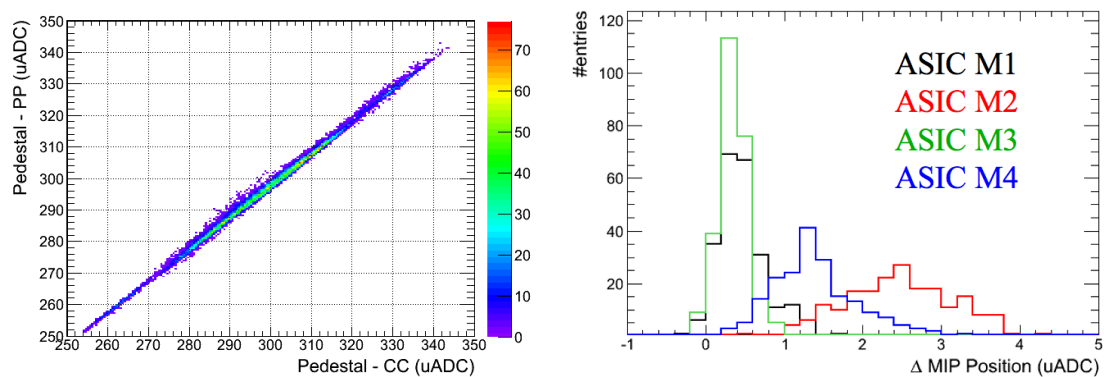 Pedestal - PP (uADC)
350
340
330
320
310
300
290
280
270
260
250
250 260 270 280 290 300 310 320 330 340 350
Pedestal - CC (uADC)
70
60
50
40
30
20
10
0
#entries
120
100
80
60
40
20
-1 0 1 2 3 4 5
Δ MIP Position (uADC)
ASIC M1
ASIC M2
ASIC M3
ASIC M4